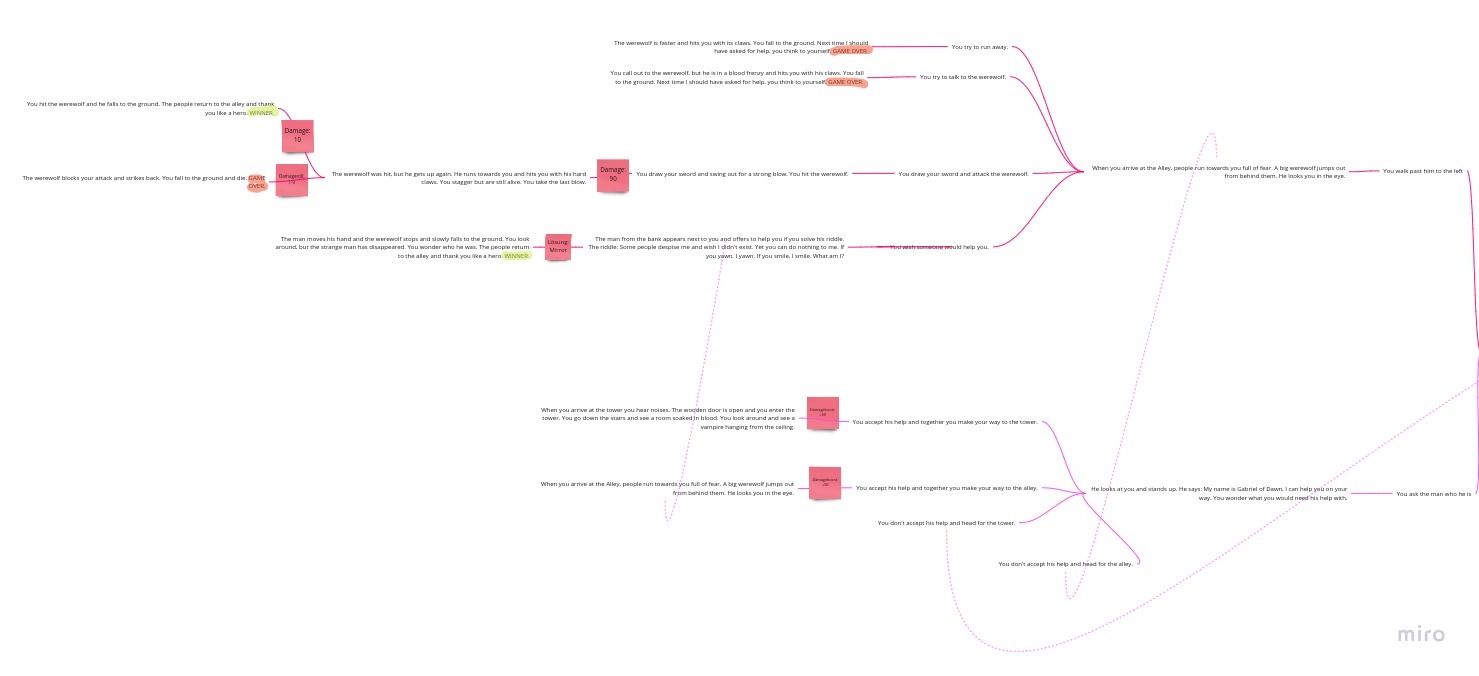 The werewolf is faster and hits you with its claws. You fall to the ground. Next time I should
have asked for help, you think to yourself. GAME OVER.
You try to run away.
You call out to the werewolf, but he is in a blood frenzy and hits you with his claws. You fall
to the ground. Next time I should have asked for help, you think to yourself. GAME OVER.
You try to talk to the werewolf.
You hit the werewolf and he falls to the ground. The people return to the alley and thank
you like a hero. WINNER.
Damage:
10
The werewolf blocks your attack and strikes back. You fall to the ground and die. GAME
OVER.
The werewolf was hit, but he gets up again. He runs towards you and hits you with his hard
claws. You stagger but are still alive. You take the last blow.
Damage:
90
You draw your sword and swing out for a strong blow. You hit the werewolf.
You draw your sword and attack the werewolf.
When you arrive at the Alley, people run towards you full of fear. A big werewolf jumps out
from behind them. He looks you in the eye.
You walk past him to the left
The man moves his hand and the werewolf stops and slowly falls to the ground. You look
around, but the strange man has disappeared. You wonder who he was. The people return
to the alley and thank you like a hero. WINNER.
Lösung:
Mirror
The man from the bank appears next to you and offers to help you if you solve his riddle.
The riddle: Some people despise me and wish I didn't exist. Yet you can do nothing to me. If
you yawn, I yawn. If you smile, I smile. What am I?
You wish someone would help you.
When you arrive at the tower you hear noises. The wooden door is open and you enter the
tower. You go down the stairs and see a room soaked in blood. You look around and see a
vampire hanging from the ceiling.
You accept his help and together you make your way to the tower.
When you arrive at the Alley, people run towards you full of fear. A big werewolf jumps out
from behind them. He looks you in the eye.
You accept his help and together you make your way to the alley.
He looks at you and stands up. He says: My name is Gabriel of Dawn, I can help you on your
way. You wonder what you would need his help with.
You ask the man who he is
You don't accept his help and head for the tower.
You don't accept his help and head for the alley.
miro